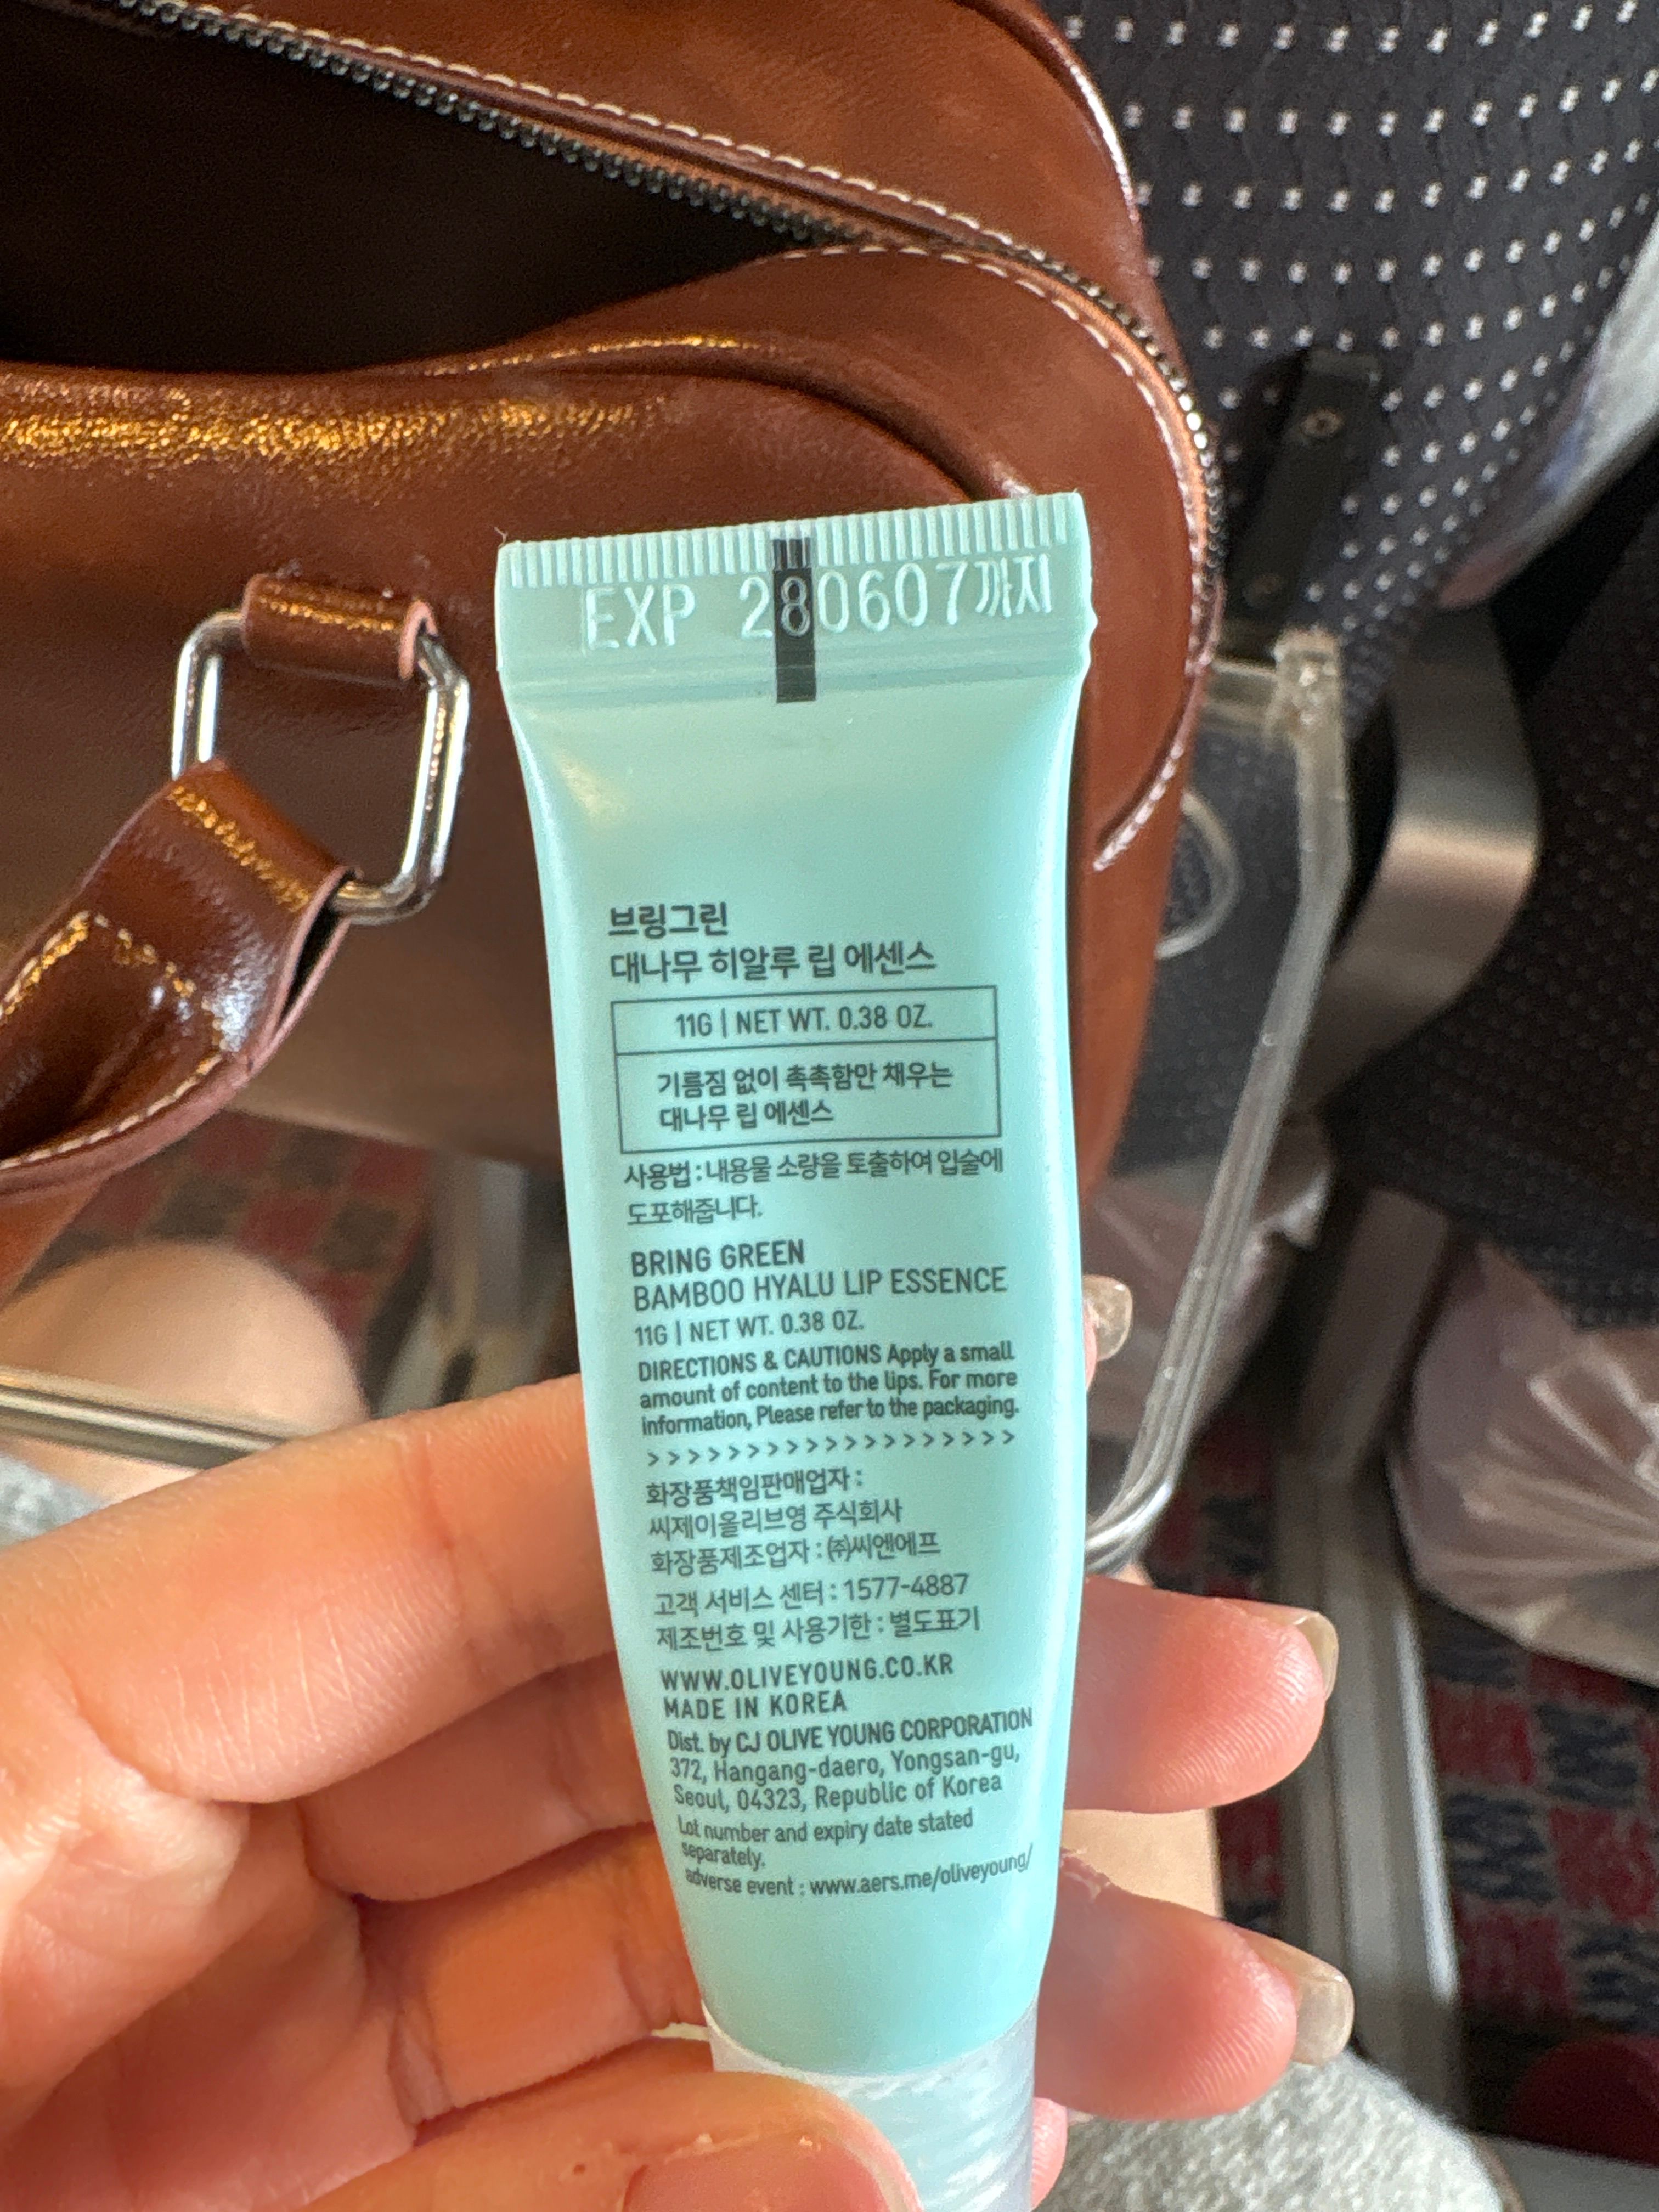 EXP 280607까지
브링그린
대나무 히알루 립 에센스
11G | NET WT. 0.38 OZ.
기름짐 없이 촉촉함만 채우는
대나무 립 에센스
사용법 : 내용물 소량을 토출하여 입술에
도포해줍니다.
BRING GREEN
BAMBOO HYALU LIP ESSENCE
11G | NET WT. 0.38 OZ.
DIRECTIONS & CAUTIONS Apply a small
amount of content to the lips. For more
information, Please refer to the packaging.
> > > > > > > > > > > > > > > > > > >
화장품책임판매업자 :
씨제이올리브영 주식회사
화장품제조업자 : ㈜씨엔에프
고객 서비스 센터 : 1577-4887
제조번호 및 사용기한 : 별도표기
WWW.OLIVEYOUNG.CO.KR
MADE IN KOREA
Dist. by CJ OLIVE YOUNG CORPORATION
372, Hangang-daero, Yongsan-gu,
Seoul, 04323, Republic of Korea
Lot number and expiry date stated
separately.
adverse event : www.aers.me/oliveyoung/